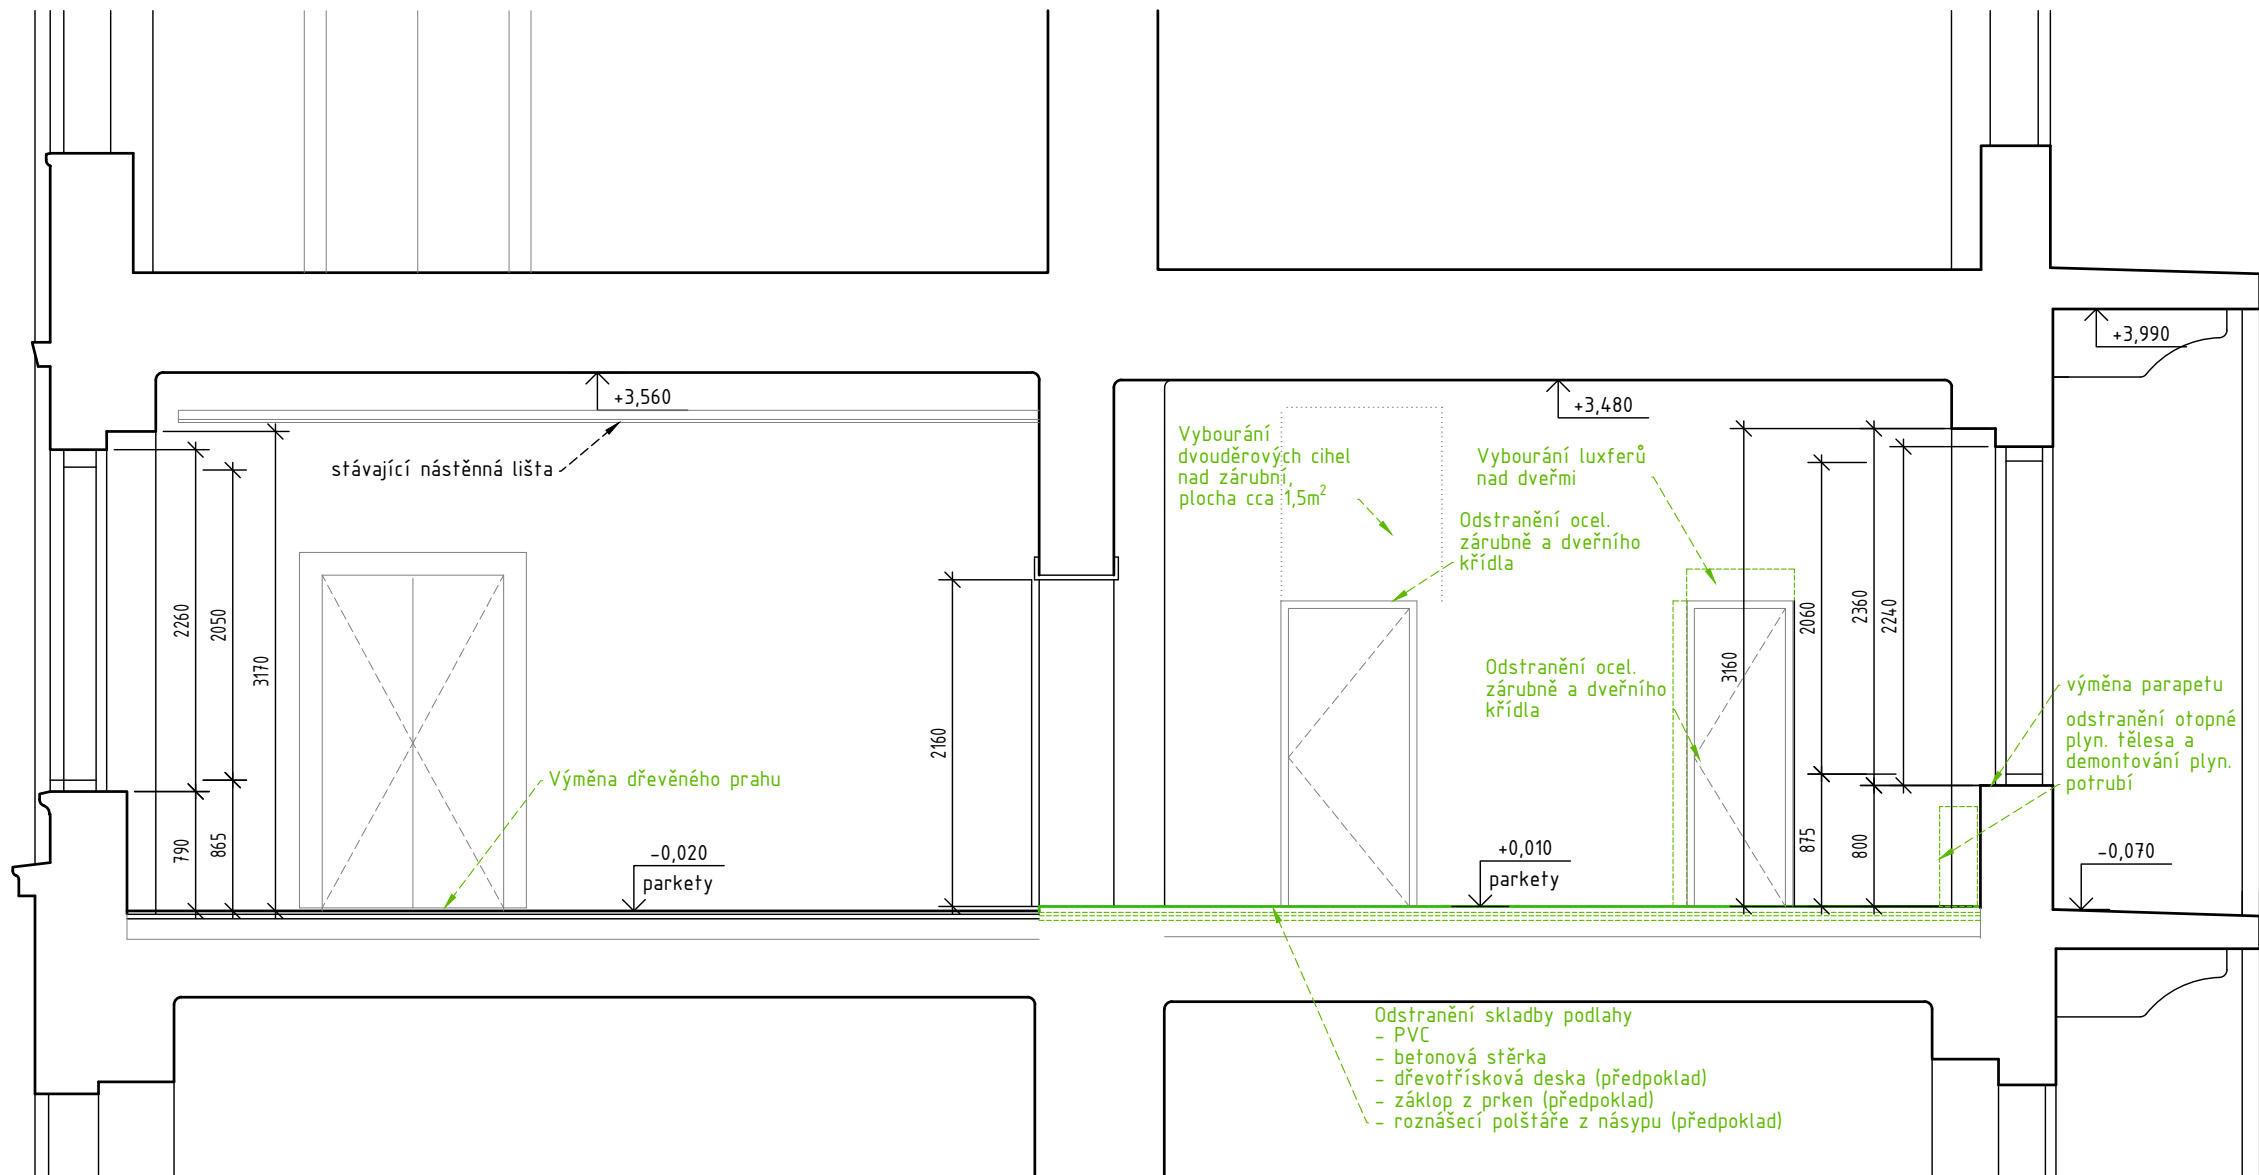 +3,990
+3,560
+3,480
stávající nástěnná lišta
Vybourání
dvouděrových cihel
nad zárubní,
plocha cca 1,5m²
Vybourání luxferů
nad dveřmi
Odstranění ocel.
zárubně a dveřního
křídla
2260
2050
3170
2160
2060
2360
2240
3160
Odstranění ocel.
zárubně a dveřního
křídla
výměna parapetu
odstranění otopné
plyn. tělesa a
demontování plyn.
potrubí
Výměna dřevěného prahu
790
865
875
800
-0,020
parkety
+0,010
parkety
-0,070
Odstranění skladby podlahy
- PVC
- betonová stěrka
- dřevotřísková deska (předpoklad)
- záklop z prken (předpoklad)
- roznášecí polštáře z násypu (předpoklad)